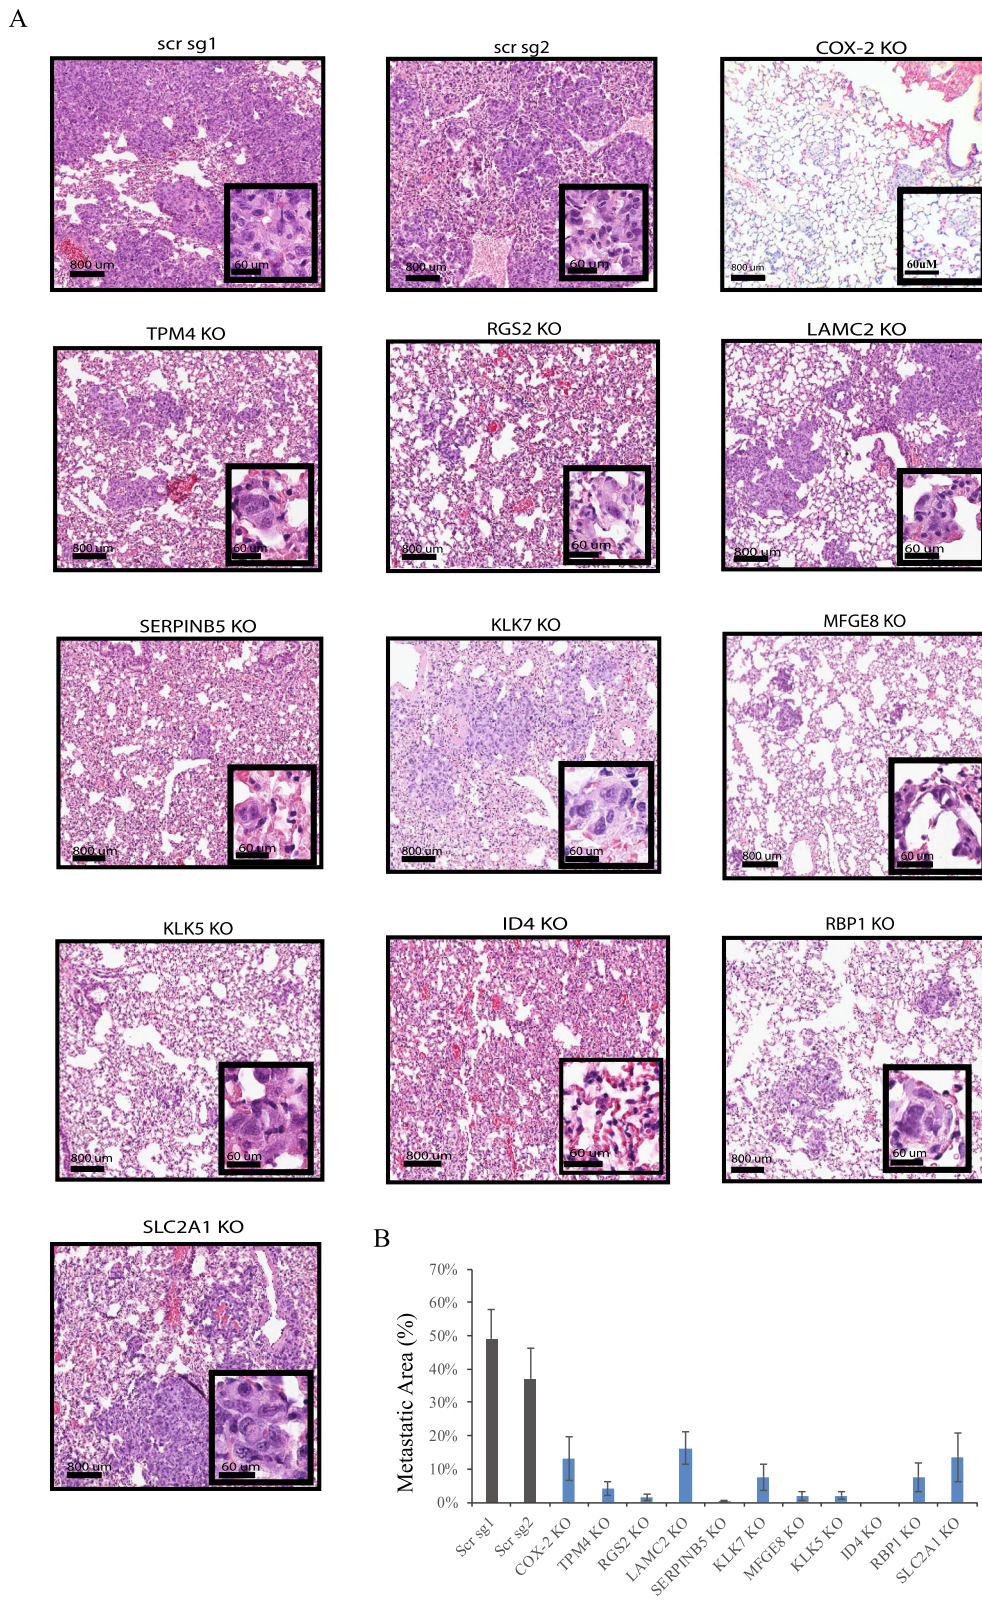 A
scr sg1
scr sg2
COX-2 KO
800 um
60 um
800 um
60 um
800 um
60uM
TPM4 KO
RGS2 KO
LAMC2 KO
800 um
60 um
800 um
60 um
800 um
60 um
SERPINB5 KO
KLK7 KO
MFGE8 KO
800 um
60 um
800 um
60 um
800 um
60 um
KLK5 KO
ID4 KO
RBP1 KO
800 um
60 um
800 um
60 um
800 um
60 um
SLC2A1 KO
800 um
60 um
B
Metastatic Area (%)
70%
60%
50%
40%
30%
20%
10%
0%
Scr sg1
Scr sg2
COX-2 KO
TPM4 KO
RGS2 KO
LAMC2 KO
SERPINB5 KO
KLK7 KO
MFGE8 KO
KLK5 KO
ID4 KO
RBP1 KO
SLC2A1 KO